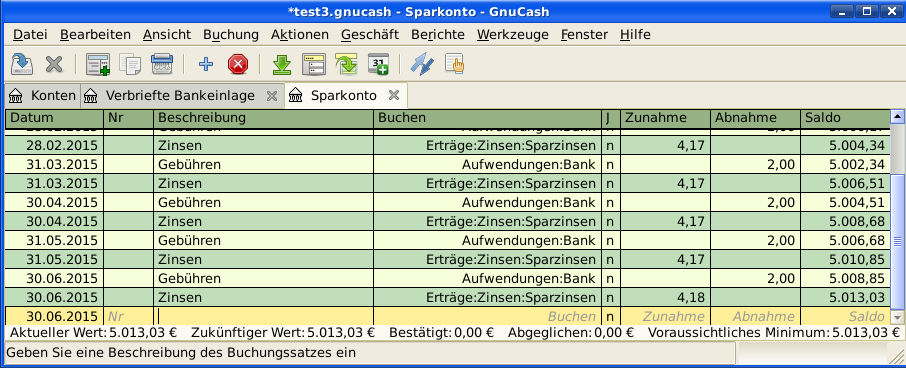 *test3.gnucash - Sparkonto - GnuCash
Datei Bearbeiten Ansicht Buchung Aktionen Geschäft Berichte Werkzeuge Fenster Hilfe
Konten Verbriefte Bankeinlage Sparkonto
Datum Nr Beschreibung Buchen J Zunahme Abnahme Saldo
28.02.2015 Zinsen Erträge:Zinsen:Sparzinsen n 4,17 5.004,34
31.03.2015 Gebühren Aufwendungen:Bank n 2,00 5.002,34
31.03.2015 Zinsen Erträge:Zinsen:Sparzinsen n 4,17 5.006,51
30.04.2015 Gebühren Aufwendungen:Bank n 2,00 5.004,51
30.04.2015 Zinsen Erträge:Zinsen:Sparzinsen n 4,17 5.008,68
31.05.2015 Gebühren Aufwendungen:Bank n 2,00 5.006,68
31.05.2015 Zinsen Erträge:Zinsen:Sparzinsen n 4,17 5.010,85
30.06.2015 Gebühren Aufwendungen:Bank n 2,00 5.008,85
30.06.2015 Zinsen Erträge:Zinsen:Sparzinsen n 4,18 5.013,03
30.06.2015 Nr Buchen n Zunahme Abnahme Saldo
Aktueller Wert: 5.013,03 € Zukünftiger Wert: 5.013,03 € Bestätigt: 0,00 € Abgeglichen: 0,00 € Voraussichtliches Minimum: 5.013,03 €
Geben Sie eine Beschreibung des Buchungssatzes ein